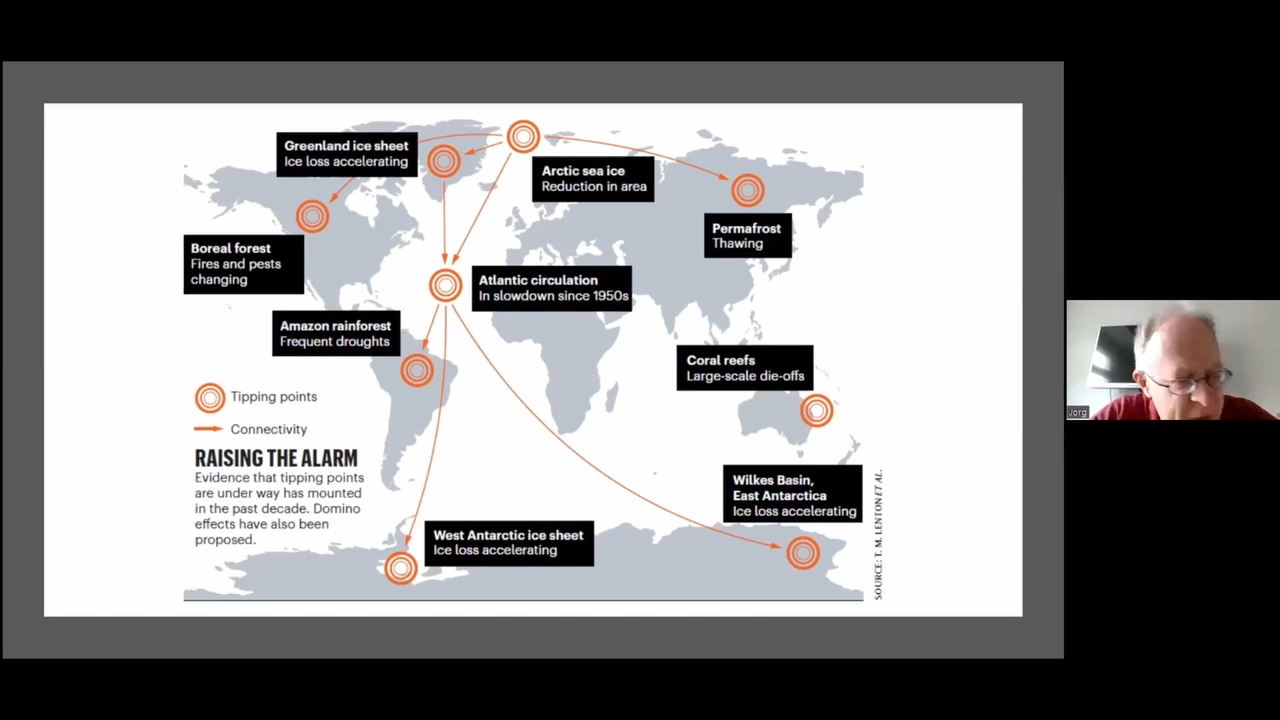 Greenland ice sheet
Ice loss accelerating
Arctic sea ice
Reduction in area
Permafrost
Thawing
Boreal forest
Fires and pests
changing
Atlantic circulation
In slowdown since 1950s
Amazon rainforest
Frequent droughts
Coral reefs
Large-scale die-offs
Tipping points
Connectivity
RAISING THE ALARM
Evidence that tipping points
are under way has mounted
in the past decade. Domino
effects have also been
proposed.
Wilkes Basin,
East Antarctica
Ice loss accelerating
West Antarctic ice sheet
Ice loss accelerating
SOURCE: T. M. LENTON ET AL.
Jorg